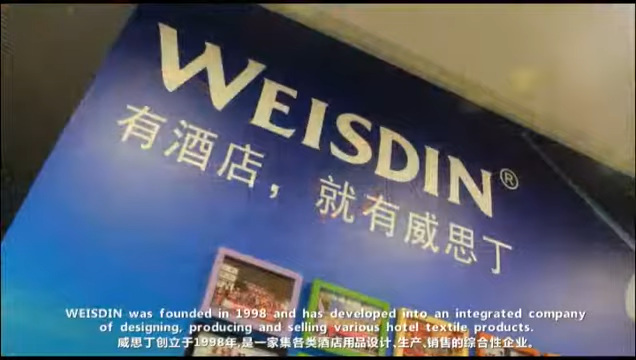 WEISDIN®
有酒店，就有威思丁
WEISDIN was founded in 1998 and has developed into an integrated company
of designing, producing and selling various hotel textile products.
威思丁创立于1998年,是一家集各类酒店用品设计、生产、销售的综合性企业。